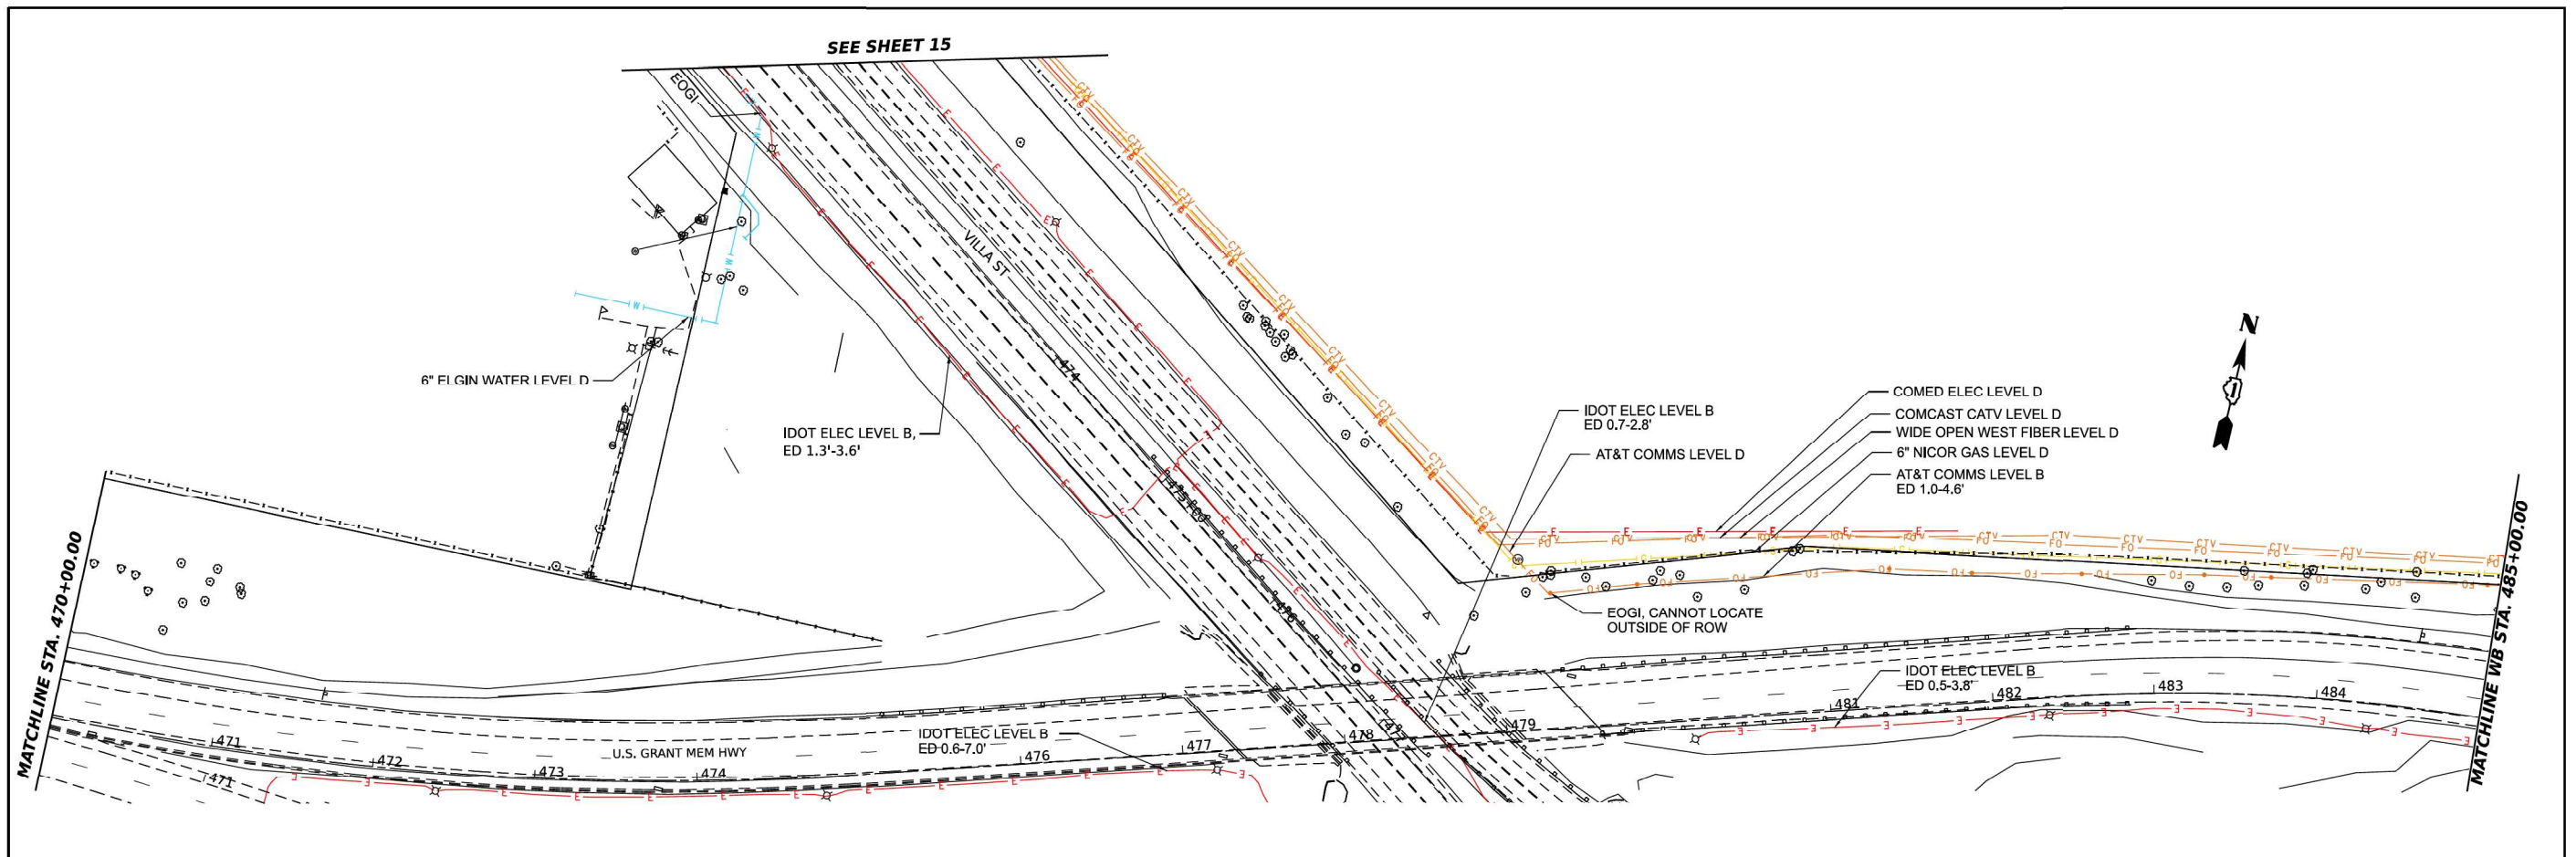 SEE SHEET 15
EOGI
VILLA ST
474
6" ELGIN WATER LEVEL D
IDOT ELEC LEVEL B,
ED 1.3'-3.6'
475+00
476
477
IDOT ELEC LEVEL B
ED 0.7-2.8'
AT&T COMMS LEVEL D
COMED ELEC LEVEL D
COMCAST CATV LEVEL D
WIDE OPEN WEST FIBER LEVEL D
6" NICOR GAS LEVEL D
AT&T COMMS LEVEL B
ED 1.0-4.6'
N
1
EOGI, CANNOT LOCATE
OUTSIDE OF ROW
IDOT ELEC LEVEL B
ED 0.5-3.8'
IDOT ELEC LEVEL B
ED 0.6-7.0'
U.S. GRANT MEM HWY
471
472
473
474
476
477
478
479
481
482
483
484
471
MATCHLINE STA. 470+00.00
MATCHLINE WB STA. 485+00.00